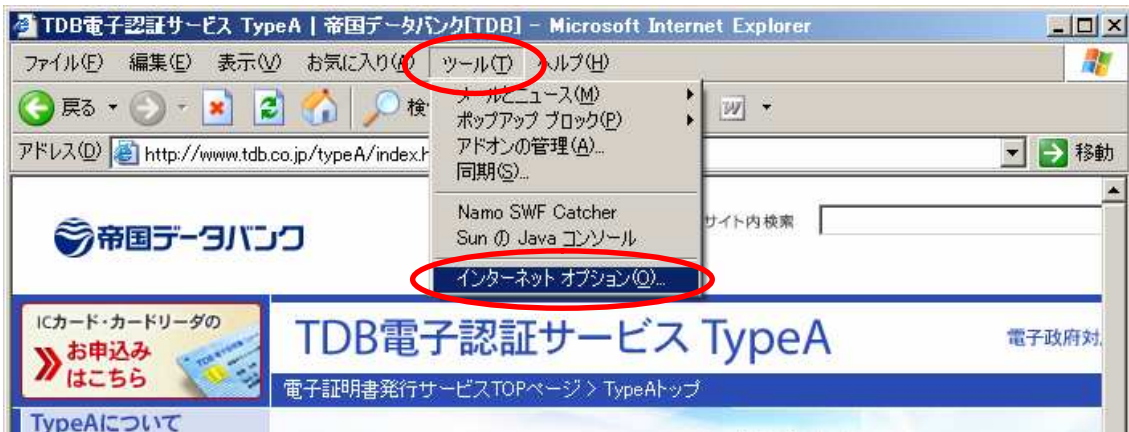 TDB電子認証サービス TypeA | 帝国データバンク[TDB] - Microsoft Internet Explorer
ファイル(F) 編集(E) 表示(V) お気に入り(A) ツール(T) ヘルプ(H)
戻る 検
メールとニュース(M)
ポップアップ ブロック(P)
アドレス(D) http://www.tdb.co.jp/typeA/index.h 移動
アドオンの管理(A)...
同期(S)...
Namo SWF Catcher
サイト内検索
Sun の Java コンソール
帝国データバンク
インターネット オプション(O)...
ICカード・カードリーダの
お申込み
はこちら
TDB電子認証サービス TypeA
電子政府対
電子証明書発行サービスTOPページ > TypeAトップ
TypeAについて